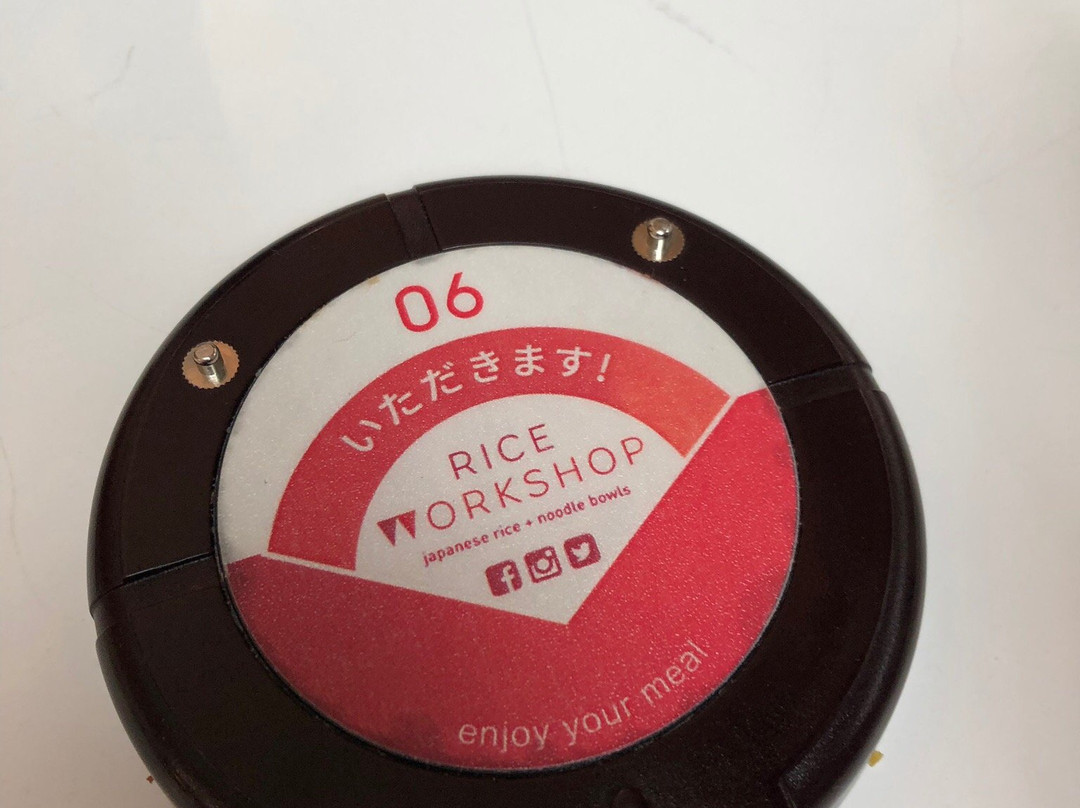 06
いただきます!
RICE
WORKSHOP
japanese rice + noodle bowls
enjoy your meal